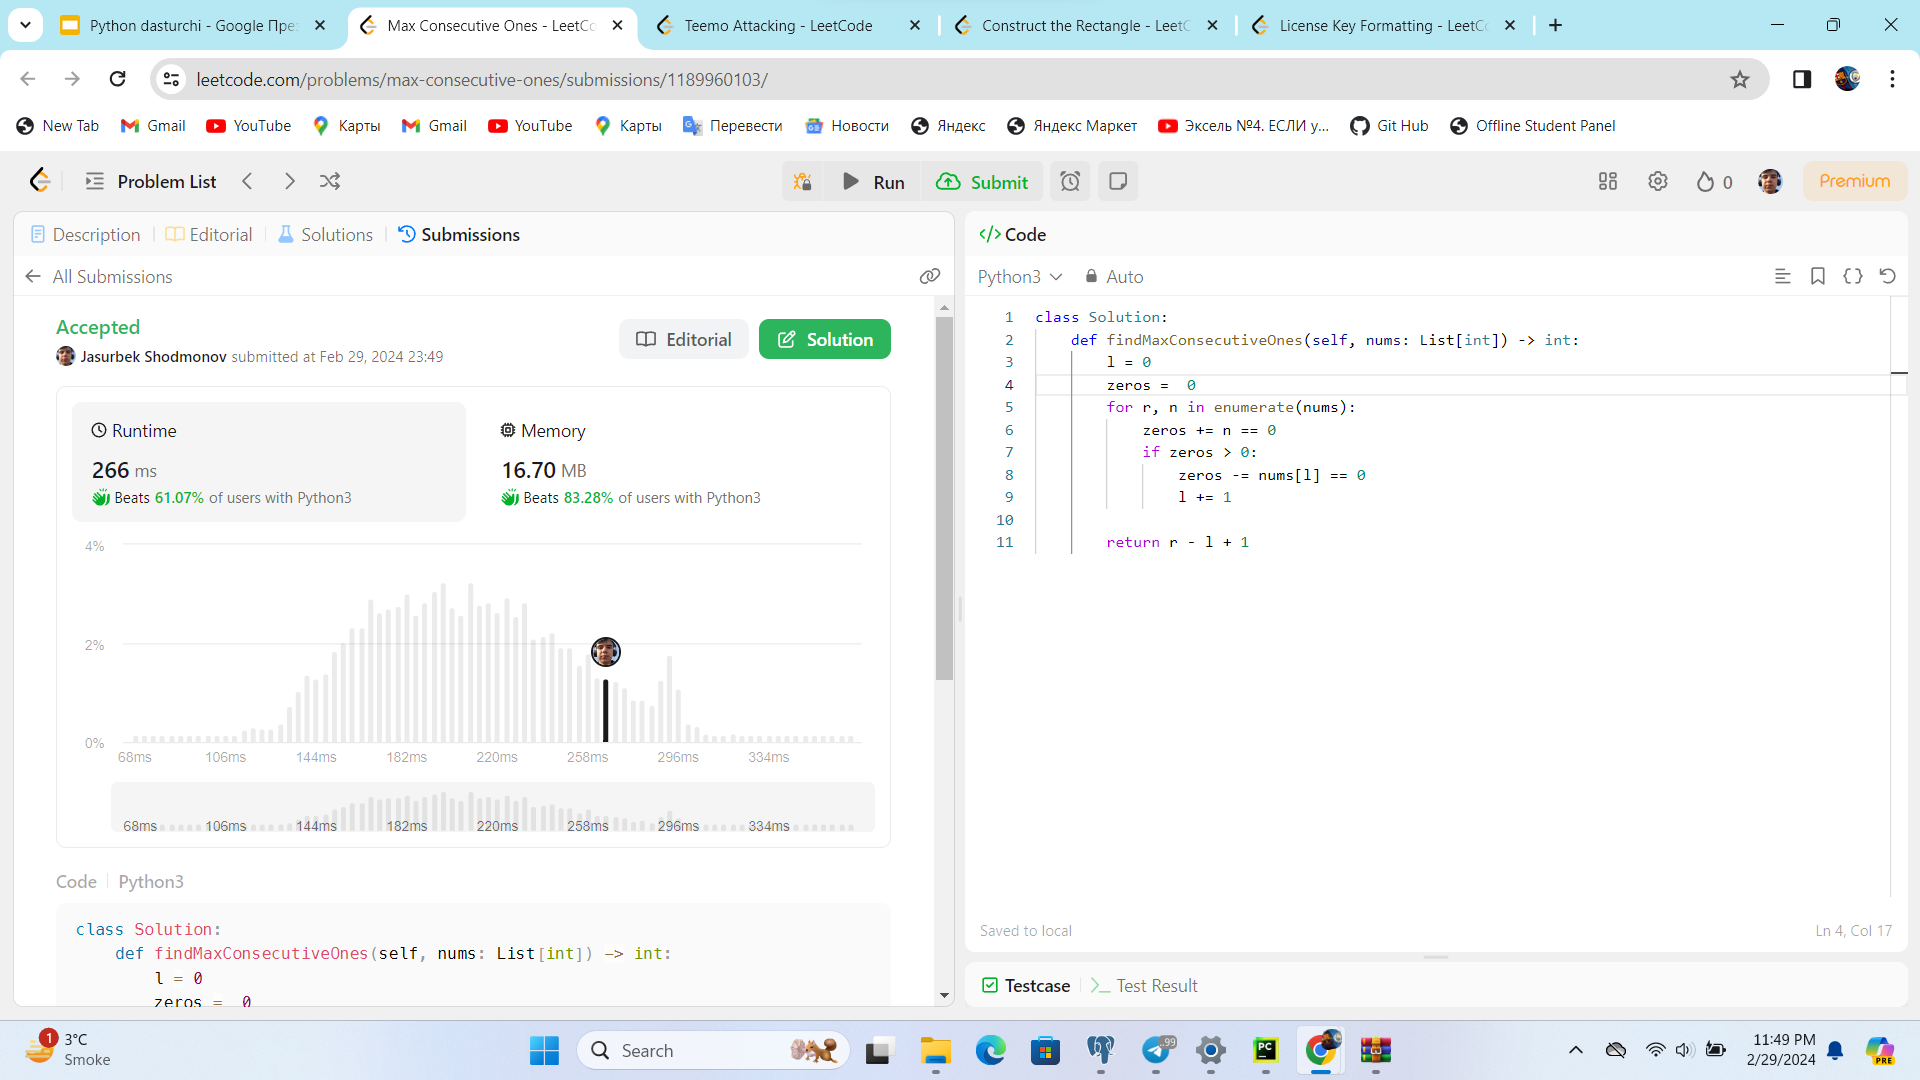 Python dasturchi - Google Пре
Max Consecutive Ones - LeetCo
Teemo Attacking - LeetCode
Construct the Rectangle - LeetC
License Key Formatting - LeetCo
leetcode.com/problems/max-consecutive-ones/submissions/1189960103/
New Tab Gmail YouTube Карты Gmail YouTube Карты Перевести Новости Яндекс Яндекс Маркет Эксель №4. ЕСЛИ у... Git Hub Offline Student Panel
Problem List Run Submit 0 Premium
Description Editorial Solutions Submissions
All Submissions
Accepted
Jasurbek Shodmonov submitted at Feb 29, 2024 23:49
Editorial Solution
Runtime
266 ms
Beats 61.07% of users with Python3
Memory
16.70 MB
Beats 83.28% of users with Python3
4%
2%
0%
68ms 106ms 144ms 182ms 220ms 258ms 296ms 334ms
68ms 106ms 144ms 182ms 220ms 258ms 296ms 334ms
Code Python3
class Solution:
def findMaxConsecutiveOnes(self, nums: List[int]) -> int:
l = 0
zeros =  0
</> Code
Python3 Auto
1 class Solution:
2 def findMaxConsecutiveOnes(self, nums: List[int]) -> int:
3 l = 0
4 zeros =  0
5 for r, n in enumerate(nums):
6 zeros += n == 0
7 if zeros > 0:
8 zeros -= nums[l] == 0
9 l += 1
10
11 return r - l + 1
Saved to local Ln 4, Col 17
Testcase >_ Test Result
1
3°C
Smoke
Search
99
PC
11:49 PM
2/29/2024
PRE